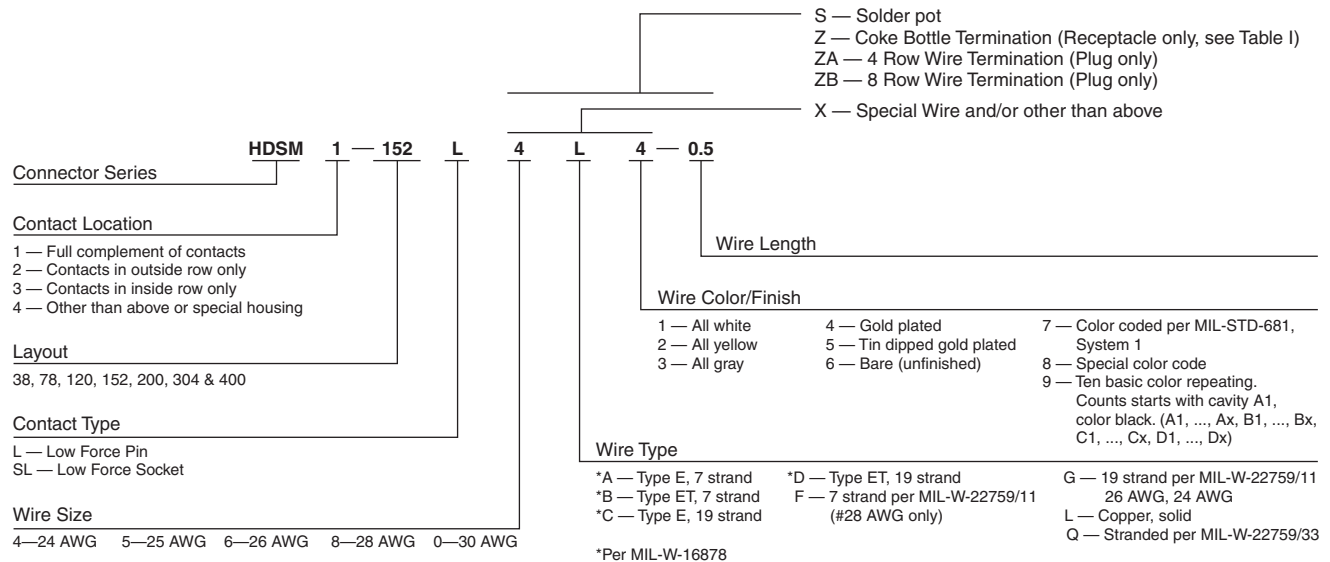 S — Solder pot
Z — Coke Bottle Termination (Receptacle only, see Table I)
ZA — 4 Row Wire Termination (Plug only)
ZB — 8 Row Wire Termination (Plug only)
X — Special Wire and/or other than above
HDSM 1 — 152 L 4 L 4 — 0.5
Connector Series
Contact Location
1 — Full complement of contacts
2 — Contacts in outside row only
3 — Contacts in inside row only
4 — Other than above or special housing
Layout
38, 78, 120, 152, 200, 304 & 400
Contact Type
L — Low Force Pin
SL — Low Force Socket
Wire Size
4—24 AWG 5—25 AWG 6—26 AWG 8—28 AWG 0—30 AWG
Wire Length
Wire Color/Finish
1 — All white
2 — All yellow
3 — All gray
4 — Gold plated
5 — Tin dipped gold plated
6 — Bare (unfinished)
7 — Color coded per MIL-STD-681,
System 1
8 — Special color code
9 — Ten basic color repeating.
Counts starts with cavity A1,
color black. (A1, ..., Ax, B1, ..., Bx,
C1, ..., Cx, D1, ..., Dx)
Wire Type
*A — Type E, 7 strand
*B — Type ET, 7 strand
*C — Type E, 19 strand
*D — Type ET, 19 strand
F — 7 strand per MIL-W-22759/11
(#28 AWG only)
G — 19 strand per MIL-W-22759/11
26 AWG, 24 AWG
L — Copper, solid
Q — Stranded per MIL-W-22759/33
*Per MIL-W-16878